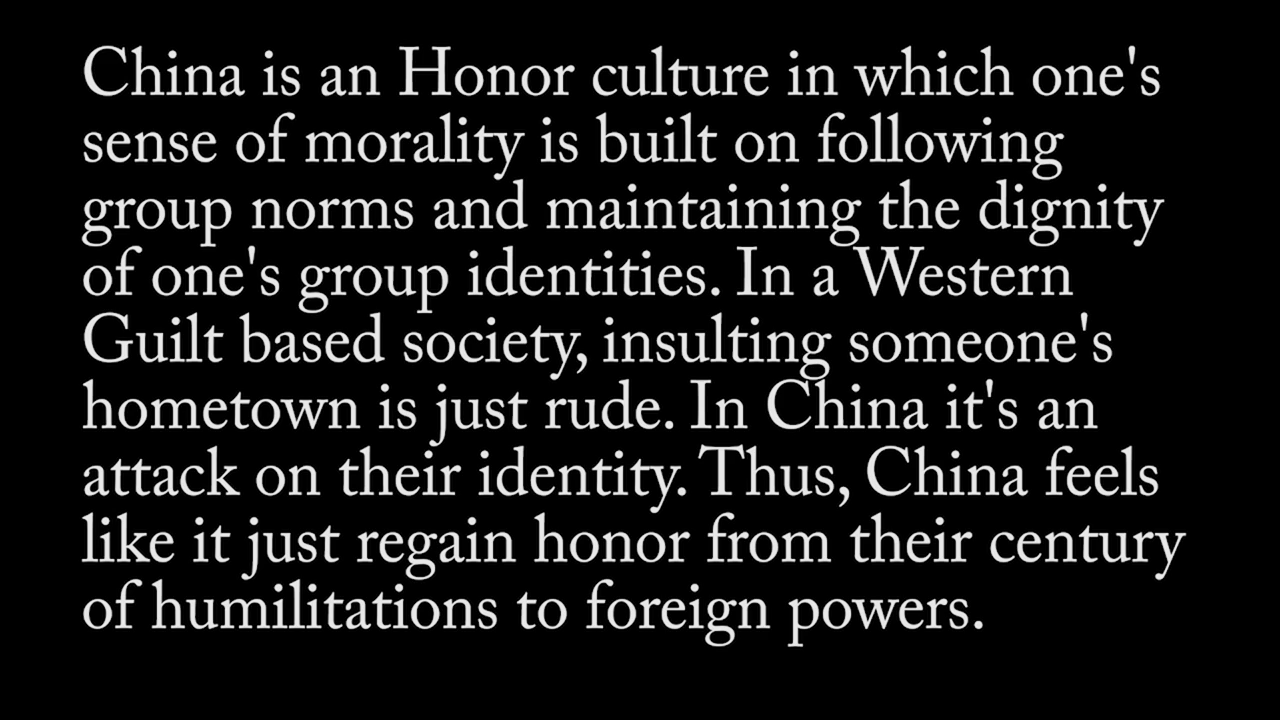 China is an Honor culture in which one's
sense of morality is built on following
group norms and maintaining the dignity
of one's group identities. In a Western
Guilt based society, insulting someone's
hometown is just rude. In China it's an
attack on their identity. Thus, China feels
like it just regain honor from their century
of humilitations to foreign powers.